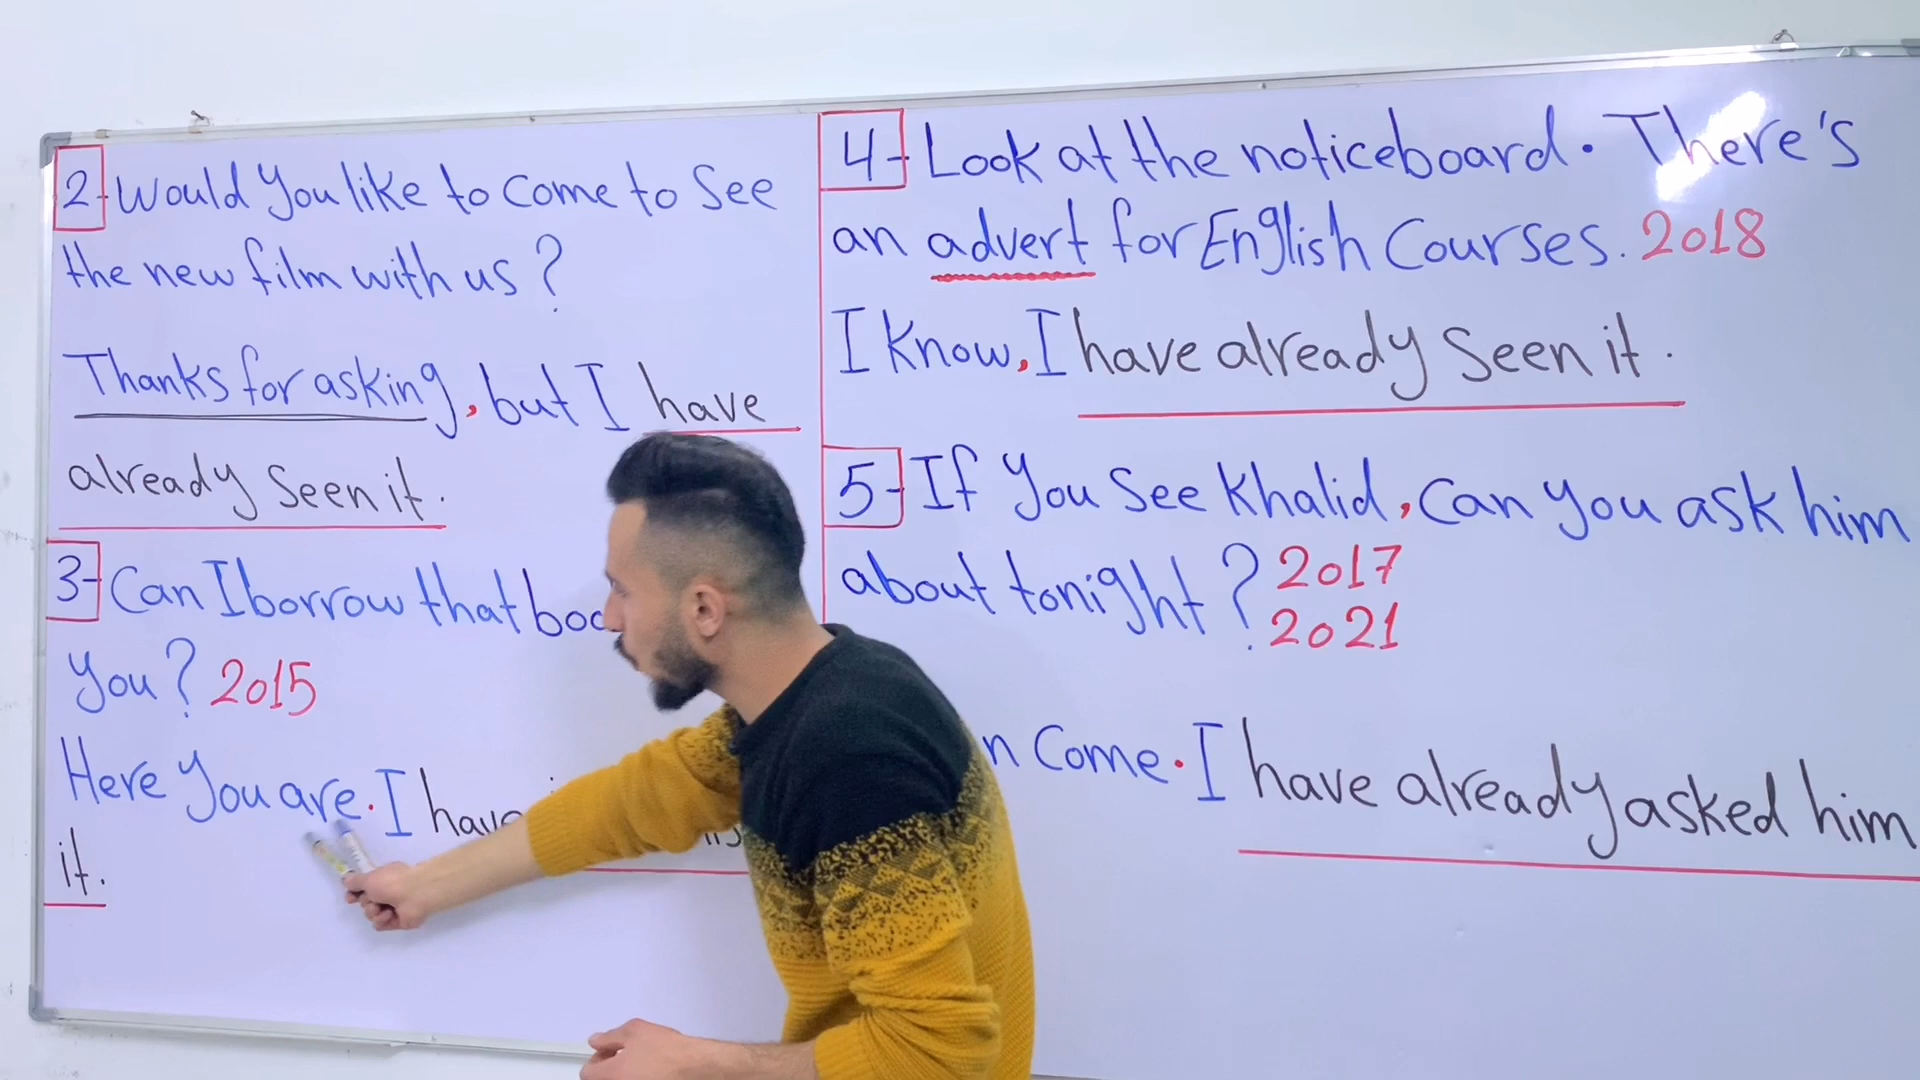 2- Would you like to come to see
the new film with us?
Thanks for asking, but I have
already seen it.
3- Can I borrow that
you? 2015
Here you are. I have
it.
4- Look at the noticeboard. There's
an advert for English Courses. 2018
I know, I have already seen it.
5- If you see Khalid, can you ask him
about tonight? 2017
2021
come. I have already asked him